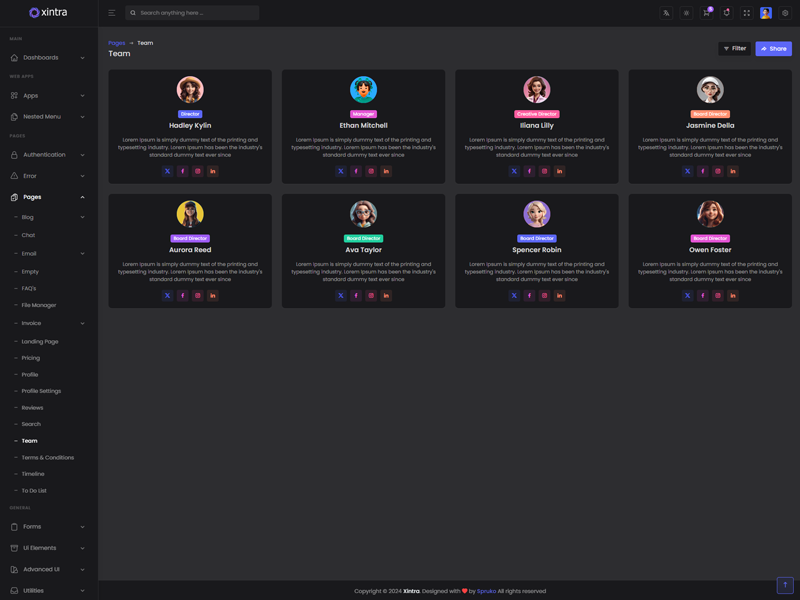 xintra
Search anything here ...
5
MAIN
Dashboards
WEB APPS
Apps
Nested Menu
PAGES
Authentication
Error
Pages
Blog
Chat
Email
Empty
FAQ's
File Manager
Invoice
Landing Page
Pricing
Profile
Profile Settings
Reviews
Search
Team
Terms & Conditions
Timeline
To Do List
GENERAL
Forms
Ui Elements
Advanced UI
Utilities
Pages Team
Team
Filter
Share
Director
Hadley Kylin
Lorem Ipsum is simply dummy text of the printing and
typesetting industry. Lorem Ipsum has been the industry's
standard dummy text ever since
Manager
Ethan Mitchell
Lorem Ipsum is simply dummy text of the printing and
typesetting industry. Lorem Ipsum has been the industry's
standard dummy text ever since
Creative Director
Iliana Lilly
Lorem Ipsum is simply dummy text of the printing and
typesetting industry. Lorem Ipsum has been the industry's
standard dummy text ever since
Board Director
Jasmine Della
Lorem Ipsum is simply dummy text of the printing and
typesetting industry. Lorem Ipsum has been the industry's
standard dummy text ever since
Board Director
Aurora Reed
Lorem Ipsum is simply dummy text of the printing and
typesetting industry. Lorem Ipsum has been the industry's
standard dummy text ever since
Board Director
Ava Taylor
Lorem Ipsum is simply dummy text of the printing and
typesetting industry. Lorem Ipsum has been the industry's
standard dummy text ever since
Board Director
Spencer Robin
Lorem Ipsum is simply dummy text of the printing and
typesetting industry. Lorem Ipsum has been the industry's
standard dummy text ever since
Board Director
Owen Foster
Lorem Ipsum is simply dummy text of the printing and
typesetting industry. Lorem Ipsum has been the industry's
standard dummy text ever since
Copyright © 2024 Xintra. Designed with ❤ by Spruko All rights reserved